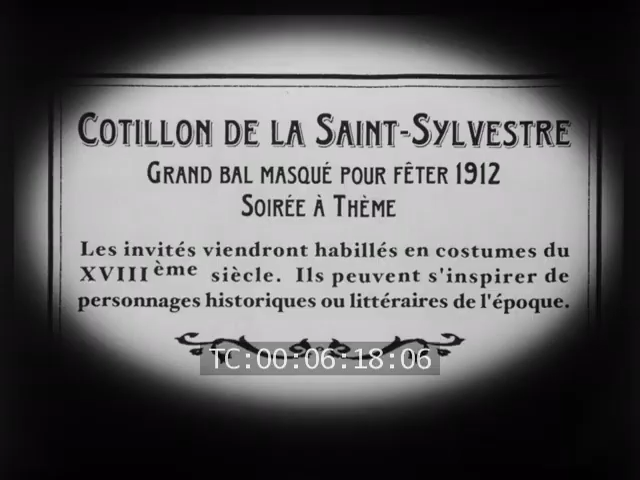 COTILLON DE LA SAINT-SYLVESTRE
GRAND BAL MASQUÉ POUR FÊTER 1912
SOIRÉE À THÈME
Les invités viendront habillés en costumes du
XVIIIème siècle. Ils peuvent s'inspirer de
personnages historiques ou littéraires de l'époque.
TC:00:06:18:06